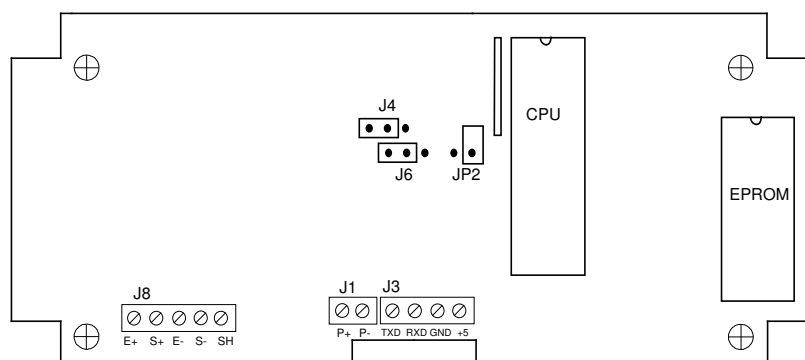 J4
CPU
J6 JP2
EPROM
J8
J1 J3
E+ S+ E- S- SH
P+ P- TXD RXD GND +5